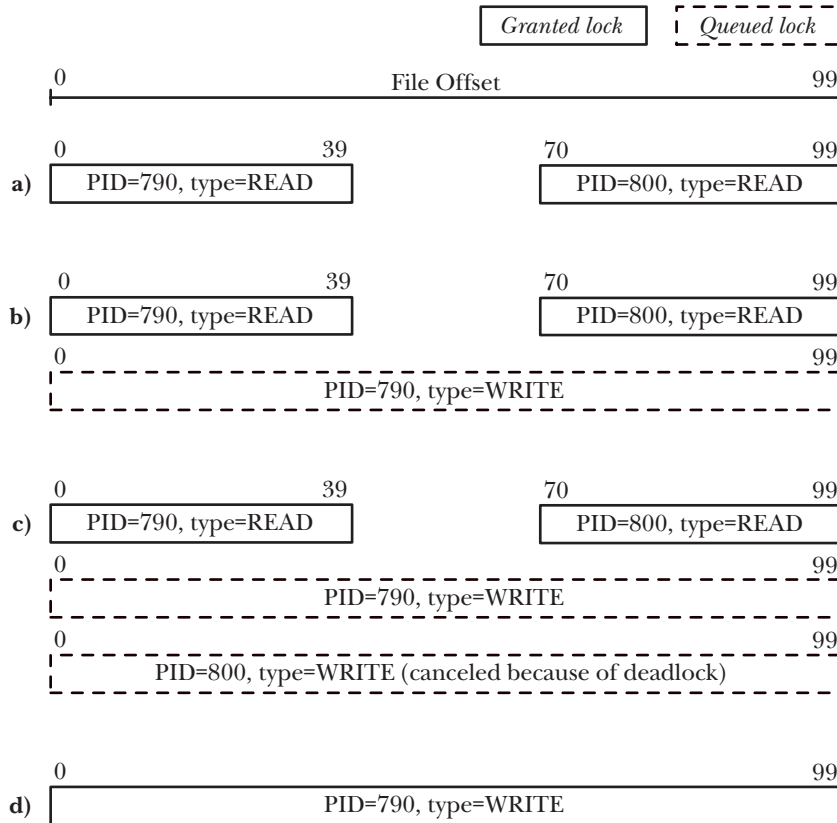 Granted lock Queued lock
0 99
File Offset
0 39 70 99
a) PID=790, type=READ PID=800, type=READ
0 39 70 99
b) PID=790, type=READ PID=800, type=READ
0 99
PID=790, type=WRITE
0 39 70 99
c) PID=790, type=READ PID=800, type=READ
0 99
PID=790, type=WRITE
0 99
PID=800, type=WRITE (canceled because of deadlock)
0 99
d) PID=790, type=WRITE